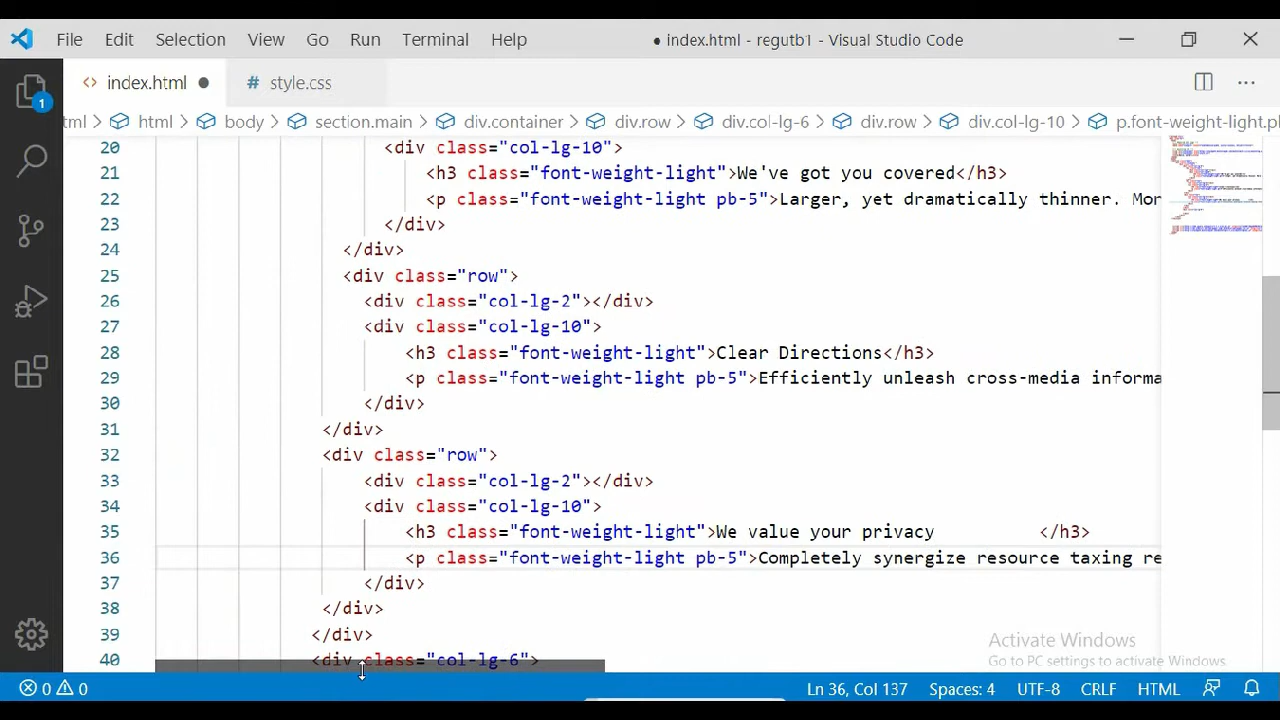 File Edit Selection View Go Run Terminal Help ● index.html - regutb1 - Visual Studio Code
<> index.html ● # style.css ...
1
tml > html > body > section.main > div.container > div.row > div.col-lg-6 > div.row > div.col-lg-10 > p.font-weight-light.p
20 <div class="col-lg-10">
21 <h3 class="font-weight-light">We've got you covered</h3>
22 <p class="font-weight-light pb-5">Larger, yet dramatically thinner. Mor
23 </div>
24 </div>
25 <div class="row">
26 <div class="col-lg-2"></div>
27 <div class="col-lg-10">
28 <h3 class="font-weight-light">Clear Directions</h3>
29 <p class="font-weight-light pb-5">Efficiently unleash cross-media informa
30 </div>
31 </div>
32 <div class="row">
33 <div class="col-lg-2"></div>
34 <div class="col-lg-10">
35 <h3 class="font-weight-light">We value your privacy </h3>
36 <p class="font-weight-light pb-5">Completely synergize resource taxing re
37 </div>
38 </div>
39 </div>
40 <div class="col-lg-6">
Activate Windows
Go to PC settings to activate Windows.
0 0 Ln 36, Col 137 Spaces: 4 UTF-8 CRLF HTML